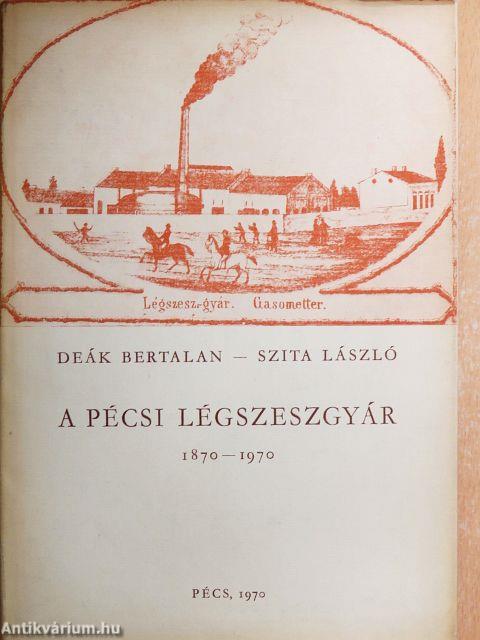 Légszesz-gyár. Gasometter.
DEÁK BERTALAN — SZITA LÁSZLÓ
A PÉCSI LÉGSZESZGYÁR
1870—1970
PÉCS, 1970
Antikvárium.hu